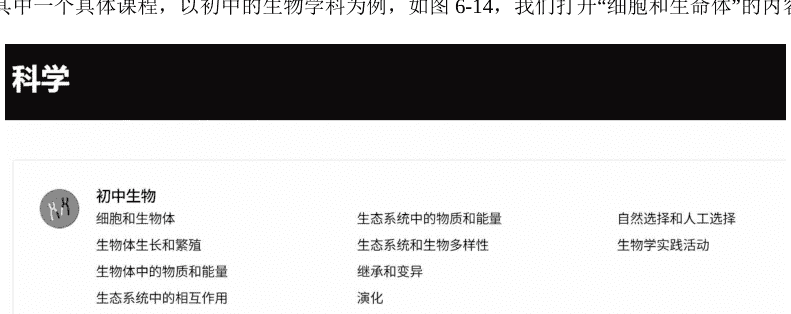 其中一个具体课程，以初中的生物学科为例，如图 6-14，我们打开“细胞和生命体”的内容
科学
初中生物
细胞和生物体
生物体生长和繁殖
生物体中的物质和能量
生态系统中的相互作用
生态系统中的物质和能量
生态系统和生物多样性
继承和变异
演化
自然选择和人工选择
生物学实践活动